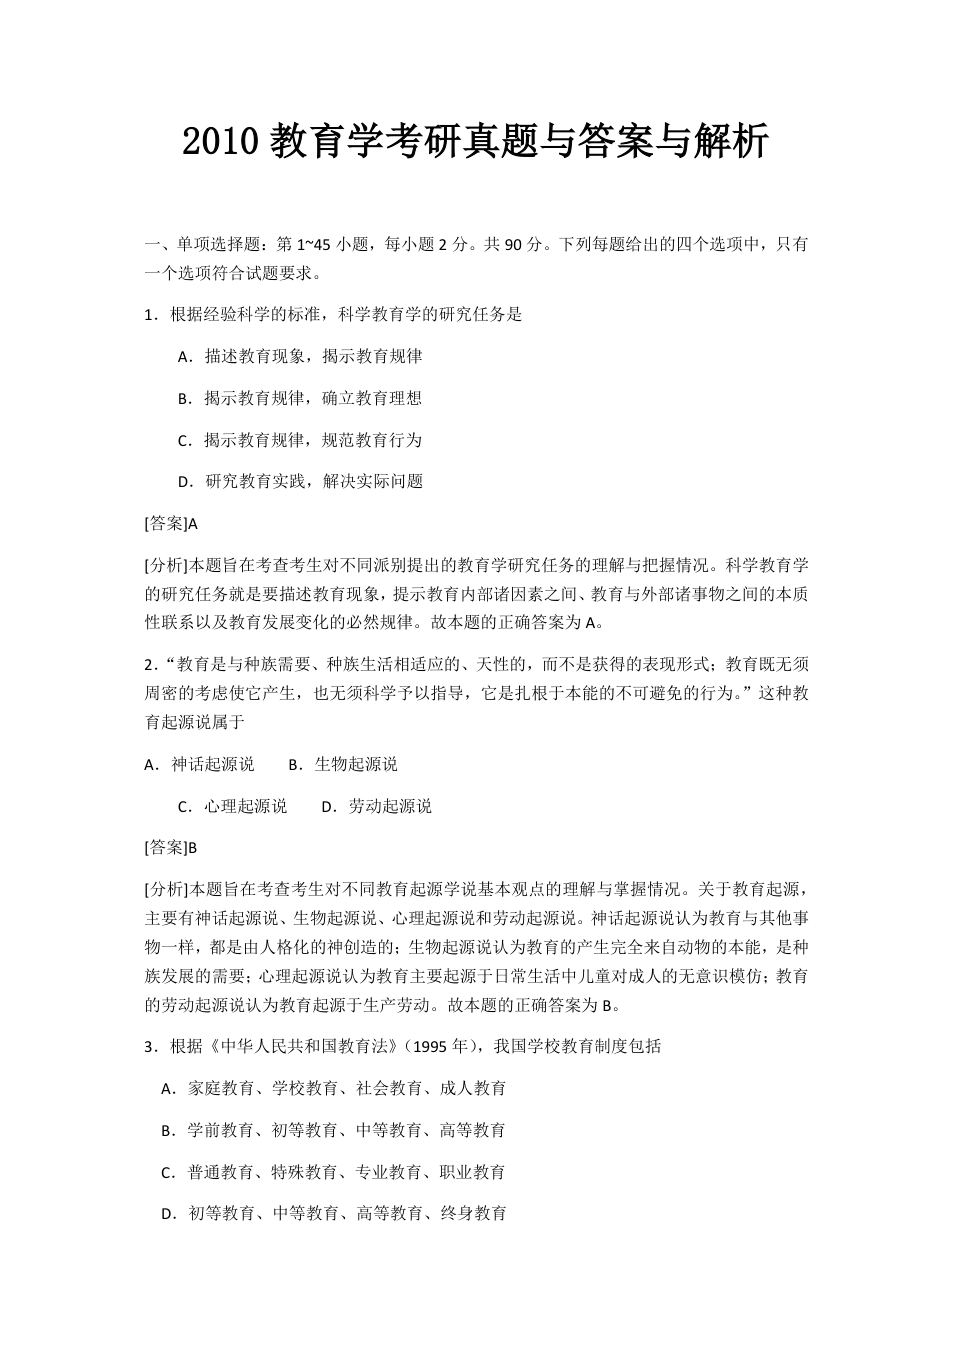 2010 教育学考研真题与答案与解析
一、单项选择题：第 1~45 小题，每小题 2 分。共 90 分。下列每题给出的四个选项中，只有
一个选项符合试题要求。
1．根据经验科学的标准，科学教育学的研究任务是
A．描述教育现象，揭示教育规律
B．揭示教育规律，确立教育理想
C．揭示教育规律，规范教育行为
D．研究教育实践，解决实际问题
[答案]A
[分析]本题旨在考查考生对不同派别提出的教育学研究任务的理解与把握情况。科学教育学
的研究任务就是要描述教育现象，提示教育内部诸因素之间、教育与外部诸事物之间的本质
性联系以及教育发展变化的必然规律。故本题的正确答案为 A。
2．“教育是与种族需要、种族生活相适应的、天性的，而不是获得的表现形式；教育既无须
周密的考虑使它产生，也无须科学予以指导，它是扎根于本能的不可避免的行为。”这种教
育起源说属于
A．神话起源说 B．生物起源说
C．心理起源说 D．劳动起源说
[答案]B
[分析]本题旨在考查考生对不同教育起源学说基本观点的理解与掌握情况。关于教育起源，
主要有神话起源说、生物起源说、心理起源说和劳动起源说。神话起源说认为教育与其他事
物一样，都是由人格化的神创造的；生物起源说认为教育的产生完全来自动物的本能，是种
族发展的需要；心理起源说认为教育主要起源于日常生活中儿童对成人的无意识模仿；教育
的劳动起源说认为教育起源于生产劳动。故本题的正确答案为 B。
3．根据《中华人民共和国教育法》（1995 年），我国学校教育制度包括
A．家庭教育、学校教育、社会教育、成人教育
B．学前教育、初等教育、中等教育、高等教育
C．普通教育、特殊教育、专业教育、职业教育
D．初等教育、中等教育、高等教育、终身教育